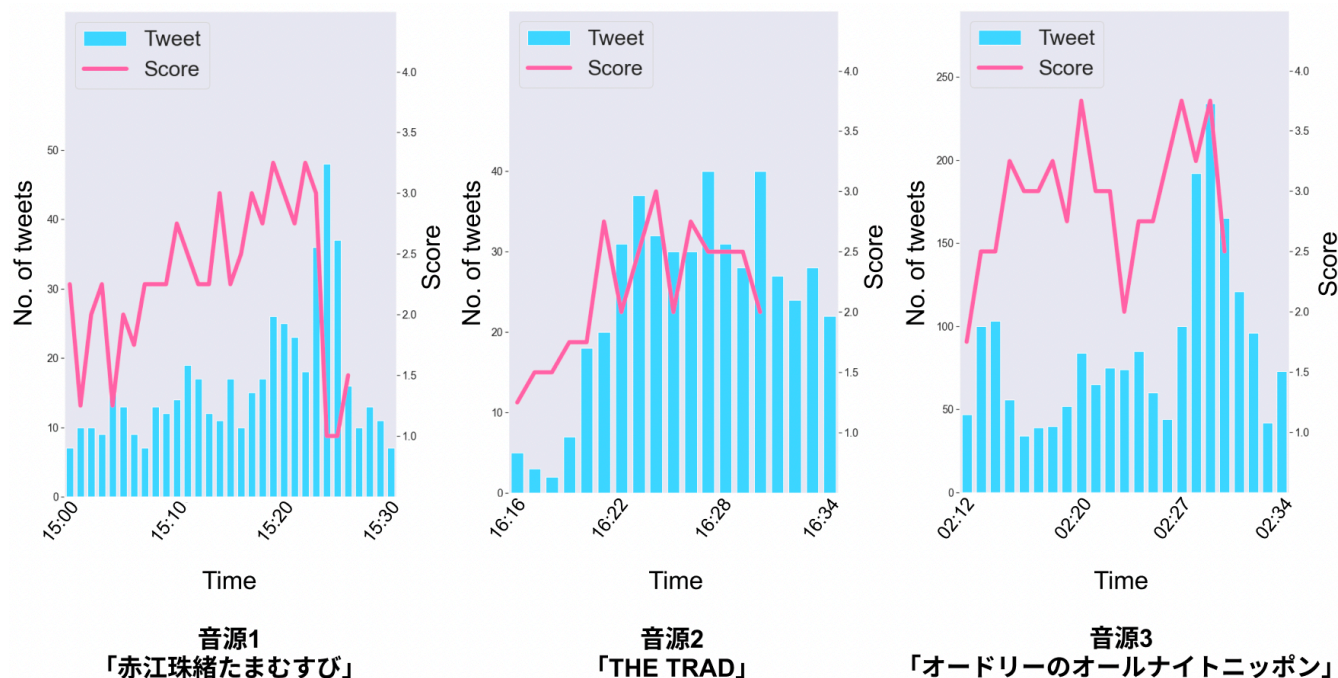 Tweet
Score
No. of tweets
50
40
30
20
10
0
4.0
3.5
3.0
2.5
2.0
1.5
1.0
Score
15:00
15:10
15:20
15:30
Time
音源1
「赤江珠緒たまむすび」
Tweet
Score
No. of tweets
40
30
20
10
0
4.0
3.5
3.0
2.5
2.0
1.5
1.0
Score
16:16
16:22
16:28
16:34
Time
音源2
「THE TRAD」
Tweet
Score
No. of tweets
250
200
150
100
50
0
4.0
3.5
3.0
2.5
2.0
1.5
1.0
Score
02:12
02:20
02:27
02:34
Time
音源3
「オードリーのオールナイトニッポン」